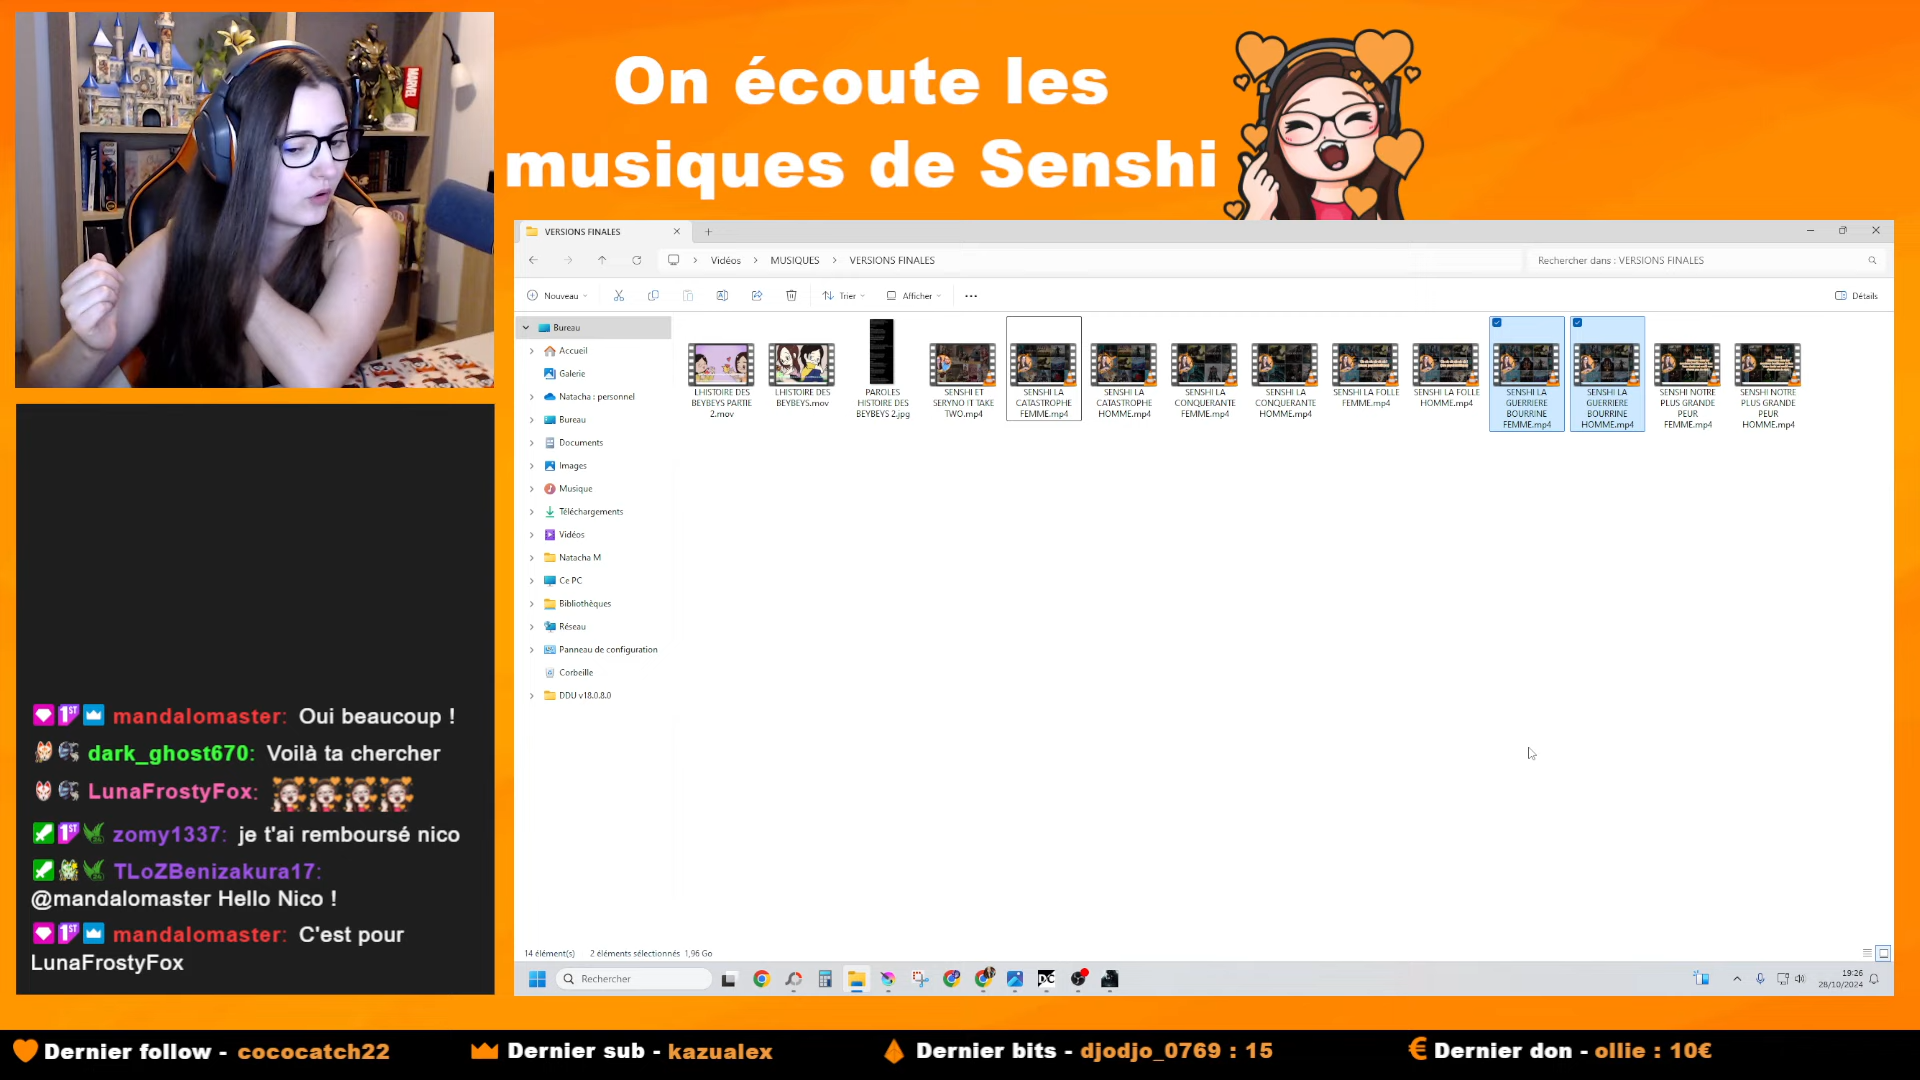 On écoute les
musiques de Senshi
MARVEL
VERSIONS FINALES
Vidéos > MUSIQUES > VERSIONS FINALES
Rechercher dans : VERSIONS FINALES
Nouveau
Trier
Afficher
Détails
Bureau
Accueil
Galerie
Natacha : personnel
Bureau
Documents
Images
Musique
Téléchargements
Vidéos
Natacha M
Ce PC
Bibliothèques
Réseau
Panneau de configuration
Corbeille
DDU v18.0.8.0
LHISTOIRE DES
BEYBEYS PARTIE
2.mov
LHISTOIRE DES
BEYBEYS.mov
PAROLES
HISTOIRE DES
BEYBEYS 2.jpg
SENSHI ET
SERYNO IT TAKE
TWO.mp4
SENSHI LA
CATASTROPHE
FEMME.mp4
SENSHI LA
CATASTROPHE
HOMME.mp4
SENSHI LA
CONQUERANTE
FEMME.mp4
SENSHI LA
CONQUERANTE
HOMME.mp4
SENSHI LA FOLLE
FEMME.mp4
SENSHI LA FOLLE
HOMME.mp4
SENSHI LA
GUERRIERE
BOURRINE
FEMME.mp4
SENSHI LA
GUERRIERE
BOURRINE
HOMME.mp4
SENSHI NOTRE
PLUS GRANDE
PEUR
FEMME.mp4
SENSHI NOTRE
PLUS GRANDE
PEUR
HOMME.mp4
14 élément(s) 2 éléments sélectionnés 1,96 Go
Rechercher
DC
19:26
28/10/2024
1ST mandalomaster: Oui beaucoup !
dark_ghost670: Voilà ta chercher
LunaFrostyFox:
1ST zomy1337: je t'ai remboursé nico
TLoZBenizakura17:
@mandalomaster Hello Nico !
1ST mandalomaster: C'est pour
LunaFrostyFox
Dernier follow - cococatch22
Dernier sub - kazualex
Dernier bits - djodjo_0769 : 15
€ Dernier don - ollie : 10€